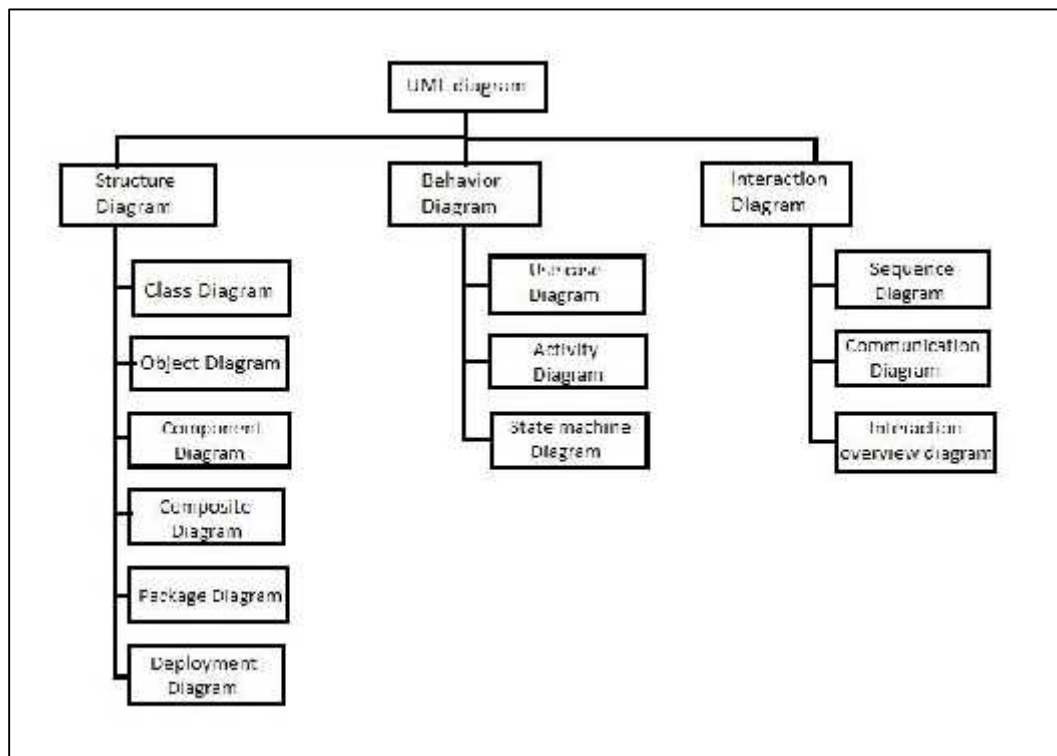 UML diagram
Structure
Diagram
Behavior
Diagram
Interaction
Diagram
Class Diagram
Object Diagram
Component
Diagram
Composite
Diagram
Package Diagram
Deployment
Diagram
Use case
Diagram
Activity
Diagram
State machine
Diagram
Sequence
Diagram
Communication
Diagram
Interaction
overview diagram